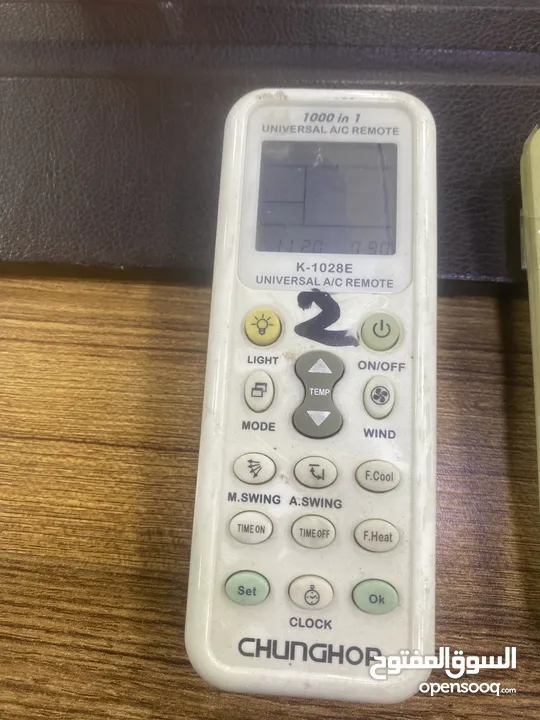 1000 in 1
UNIVERSAL A/C REMOTE
K-1028E
UNIVERSAL A/C REMOTE
2
LIGHT
ON/OFF
TEMP
MODE
WIND
M.SWING A.SWING F.Cool
TIME ON TIME OFF F.Heat
Set Ok
CLOCK
CHUNGHOP
السوق المفتوح
opensooq.com